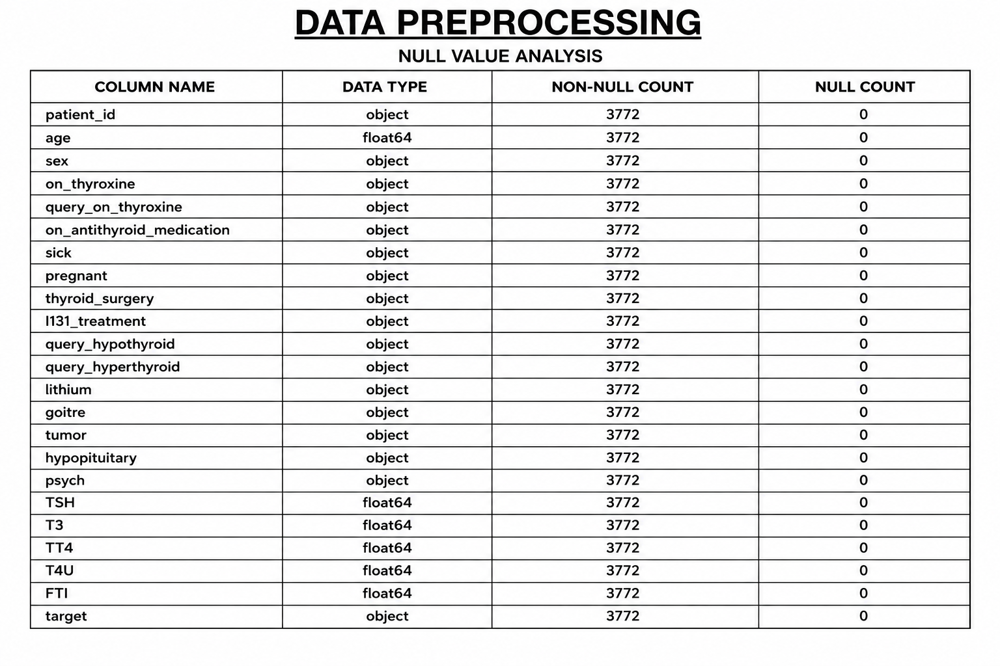 DATA PREPROCESSING
NULL VALUE ANALYSIS
COLUMN NAME DATA TYPE NON-NULL COUNT NULL COUNT
patient_id object 3772 0
age float64 3772 0
sex object 3772 0
on_thyroxine object 3772 0
query_on_thyroxine object 3772 0
on_antithyroid_medication object 3772 0
sick object 3772 0
pregnant object 3772 0
thyroid_surgery object 3772 0
I131_treatment object 3772 0
query_hypothyroid object 3772 0
query_hyperthyroid object 3772 0
lithium object 3772 0
goitre object 3772 0
tumor object 3772 0
hypopituitary object 3772 0
psych object 3772 0
TSH float64 3772 0
T3 float64 3772 0
TT4 float64 3772 0
T4U float64 3772 0
FTI float64 3772 0
target object 3772 0